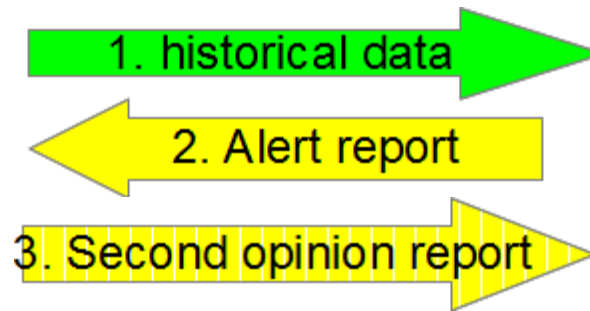 1. historical data
2. Alert report
3. Second opinion report